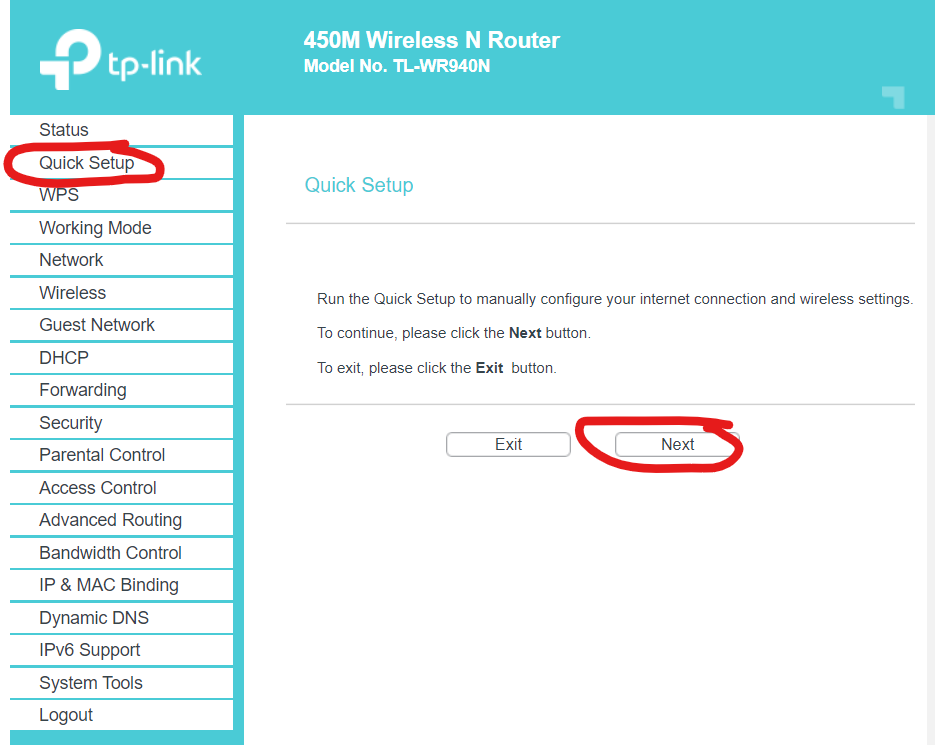 tp-link
450M Wireless N Router
Model No. TL-WR940N
Status
Quick Setup
WPS
Working Mode
Network
Wireless
Guest Network
DHCP
Forwarding
Security
Parental Control
Access Control
Advanced Routing
Bandwidth Control
IP & MAC Binding
Dynamic DNS
IPv6 Support
System Tools
Logout
Quick Setup
Run the Quick Setup to manually configure your internet connection and wireless settings.
To continue, please click the Next button.
To exit, please click the Exit button.
Exit Next